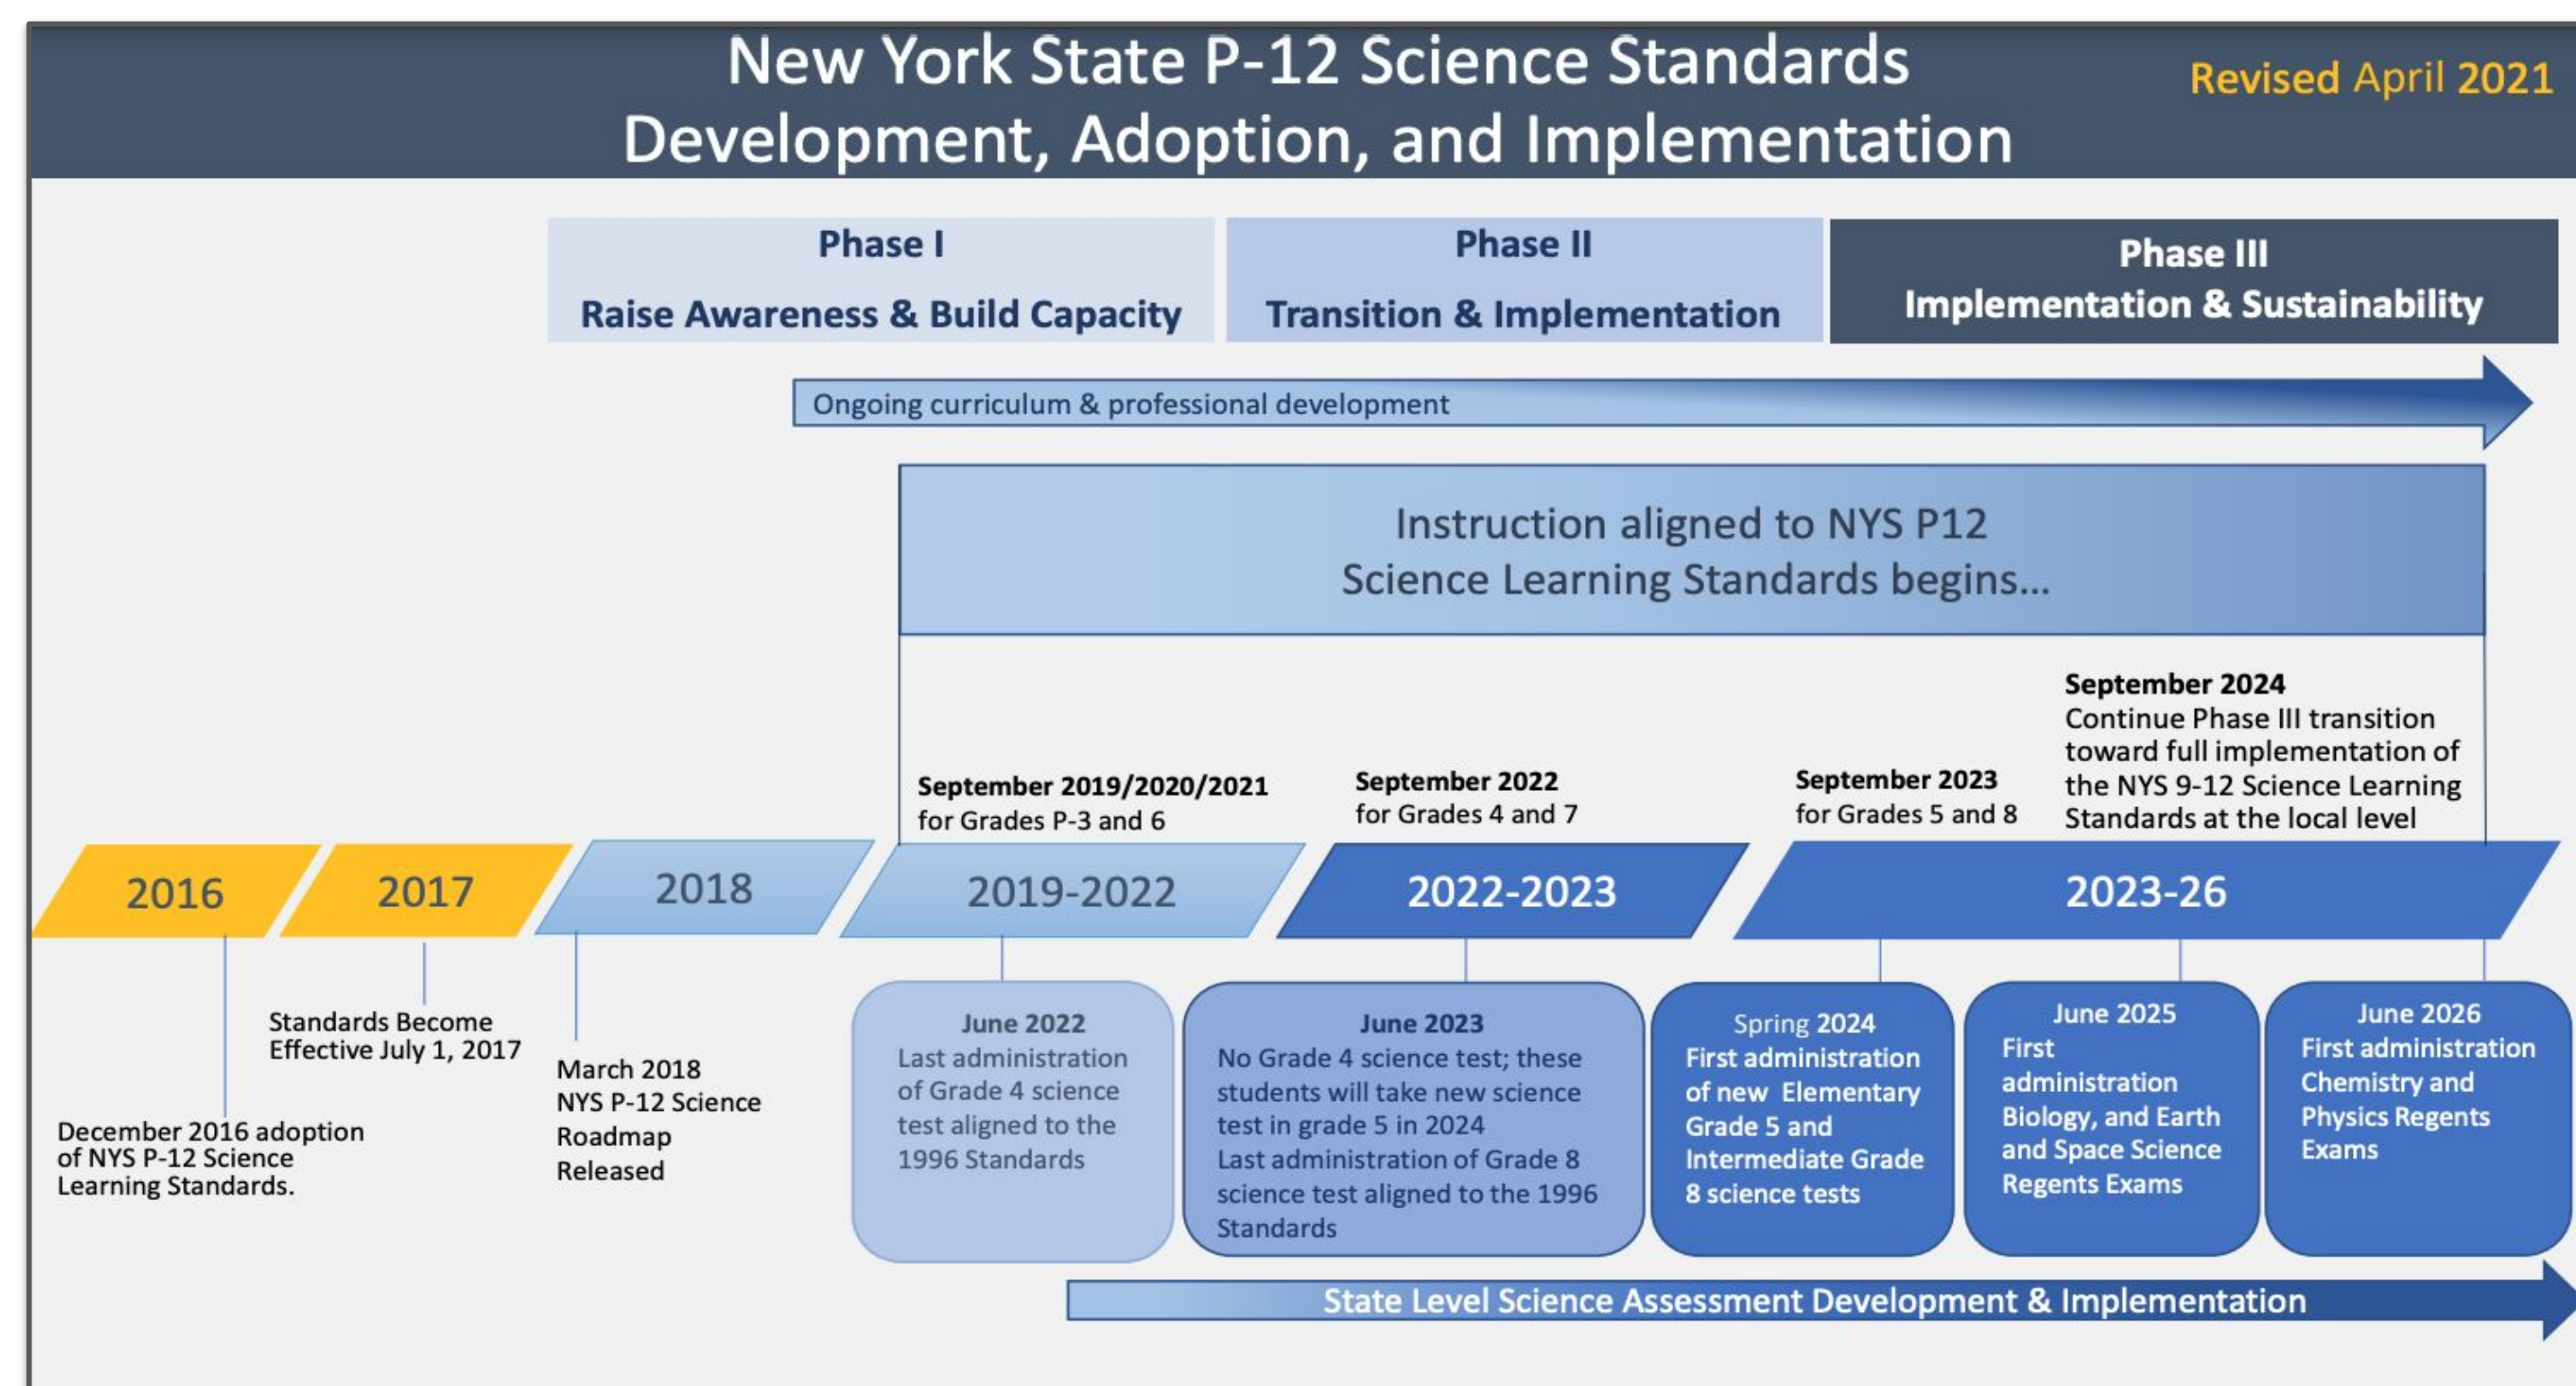 New York State P-12 Science Standards
Development, Adoption, and Implementation
Revised April 2021
Phase I
Raise Awareness & Build Capacity
Phase II
Transition & Implementation
Phase III
Implementation & Sustainability
Ongoing curriculum & professional development
Instruction aligned to NYS P12
Science Learning Standards begins...
September 2019/2020/2021
for Grades P-3 and 6
September 2022
for Grades 4 and 7
September 2023
for Grades 5 and 8
September 2024
Continue Phase III transition
toward full implementation of
the NYS 9-12 Science Learning
Standards at the local level
2016
2017
2018
2019-2022
2022-2023
2023-26
December 2016 adoption
of NYS P-12 Science
Learning Standards.
Standards Become
Effective July 1, 2017
March 2018
NYS P-12 Science
Roadmap
Released
June 2022
Last administration
of Grade 4 science
test aligned to the
1996 Standards
June 2023
No Grade 4 science test; these
students will take new science
test in grade 5 in 2024
Last administration of Grade 8
science test aligned to the 1996
Standards
Spring 2024
First administration
of new Elementary
Grade 5 and
Intermediate Grade
8 science tests
June 2025
First
administration
Biology, and Earth
and Space Science
Regents Exams
June 2026
First administration
Chemistry and
Physics Regents
Exams
State Level Science Assessment Development & Implementation